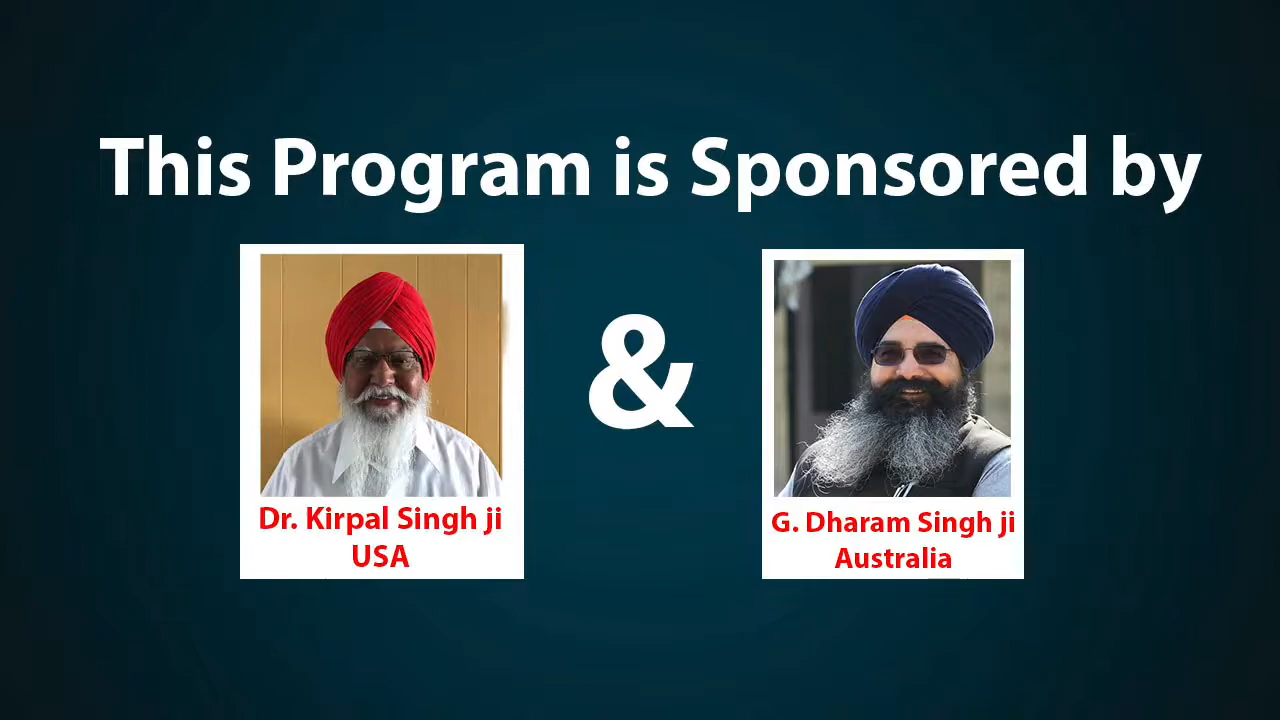 This Program is Sponsored by
&
Dr. Kirpal Singh ji
USA
G. Dharam Singh ji
Australia